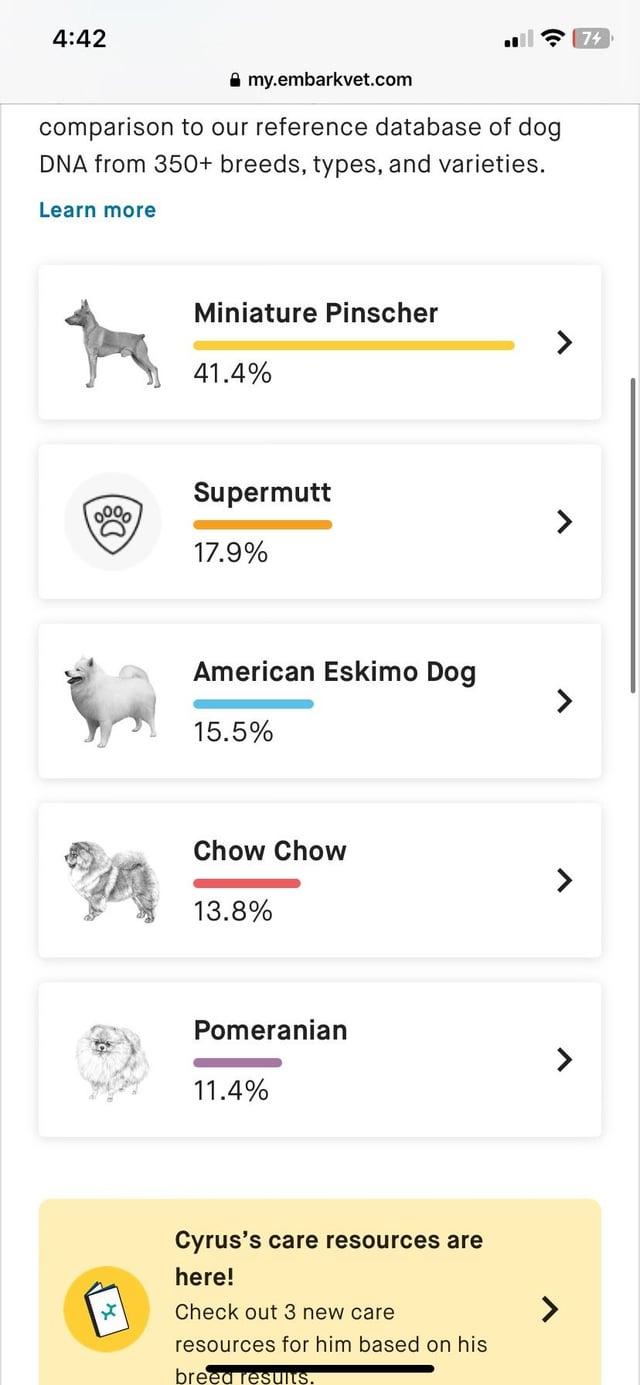 4:42
74
my.embarkvet.com
comparison to our reference database of dog
DNA from 350+ breeds, types, and varieties.
Learn more
Miniature Pinscher
41.4%
Supermutt
17.9%
American Eskimo Dog
15.5%
Chow Chow
13.8%
Pomeranian
11.4%
Cyrus’s care resources are
here!
Check out 3 new care
resources for him based on his
breed results.